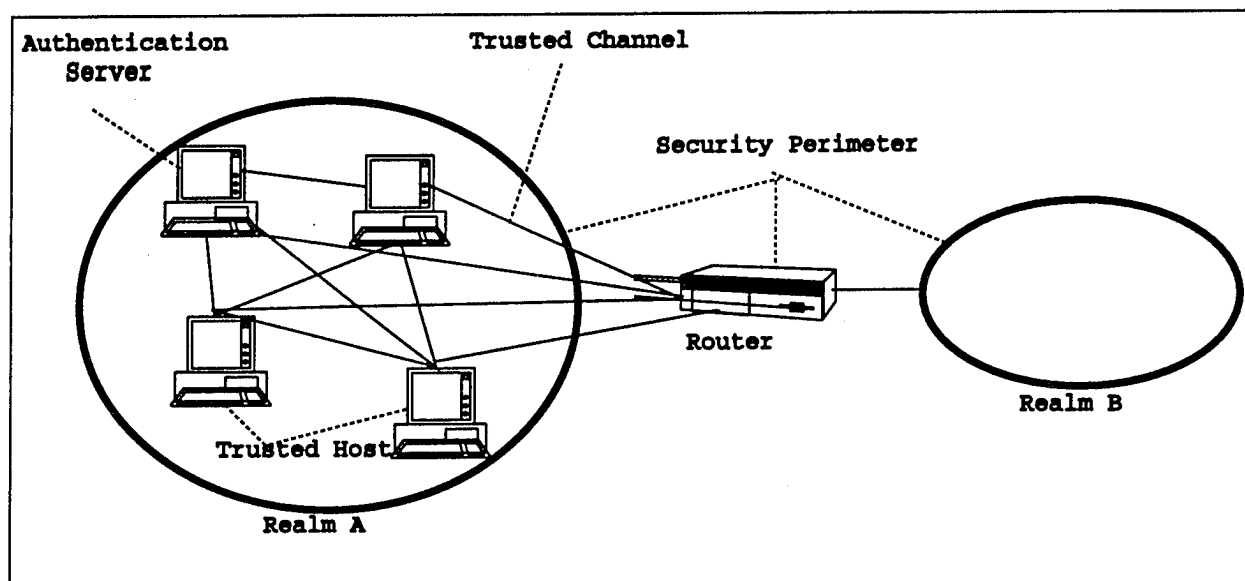 Authentication
Server
Trusted Channel
Security Perimeter
Router
Realm B
Trusted Host
Realm A